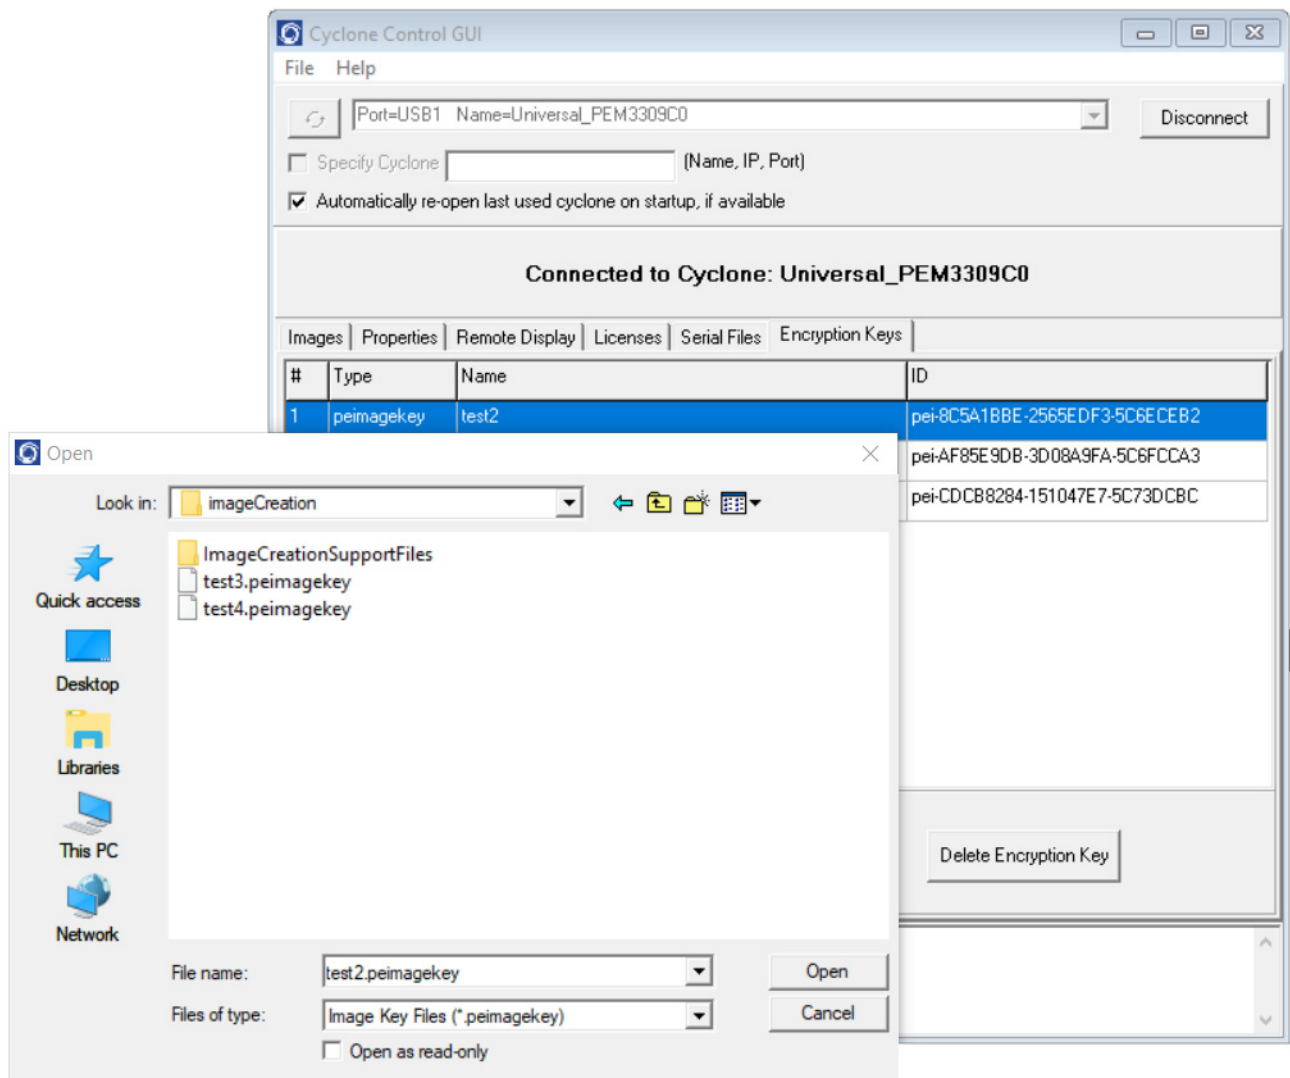 Cyclone Control GUI
File Help
Port=USB1 Name=Universal_PEM3309C0
Disconnect
Specify Cyclone (Name, IP, Port)
Automatically re-open last used cyclone on startup, if available
Connected to Cyclone: Universal_PEM3309C0
Images Properties Remote Display Licenses Serial Files Encryption Keys
# Type Name ID
1 peimagekey test2 pei-8C5A1BBE-2565EDF3-5C6ECEB2
pei-AF85E9DB-3D08A9FA-5C6FCCA3
pei-CDCB8284-151047E7-5C73DCBC
Delete Encryption Key
Open
Look in: imageCreation
ImageCreationSupportFiles
test3.peimagekey
test4.peimagekey
Quick access
Desktop
Libraries
This PC
Network
File name: test2.peimagekey Open
Files of type: Image Key Files (*.peimagekey) Cancel
Open as read-only